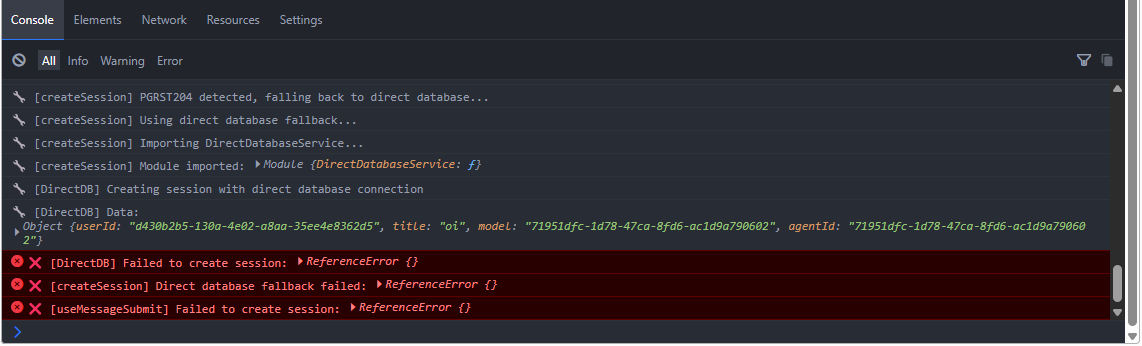 Console Elements Network Resources Settings
All Info Warning Error
[createSession] PGRST204 detected, falling back to direct database...
[createSession] Using direct database fallback...
[createSession] Importing DirectDatabaseService...
[createSession] Module imported: ▶Module {DirectDatabaseService: ƒ}
[DirectDB] Creating session with direct database connection
[DirectDB] Data:
▶Object {userId: "d430b2b5-130a-4e02-a8aa-35ee4e8362d5", title: "oi", model: "71951dfc-1d78-47ca-8fd6-ac1d9a790602", agentId: "71951dfc-1d78-47ca-8fd6-ac1d9a79060
2"}
[DirectDB] Failed to create session: ▶ReferenceError {}
[createSession] Direct database fallback failed: ▶ReferenceError {}
[useMessageSubmit] Failed to create session: ▶ReferenceError {}